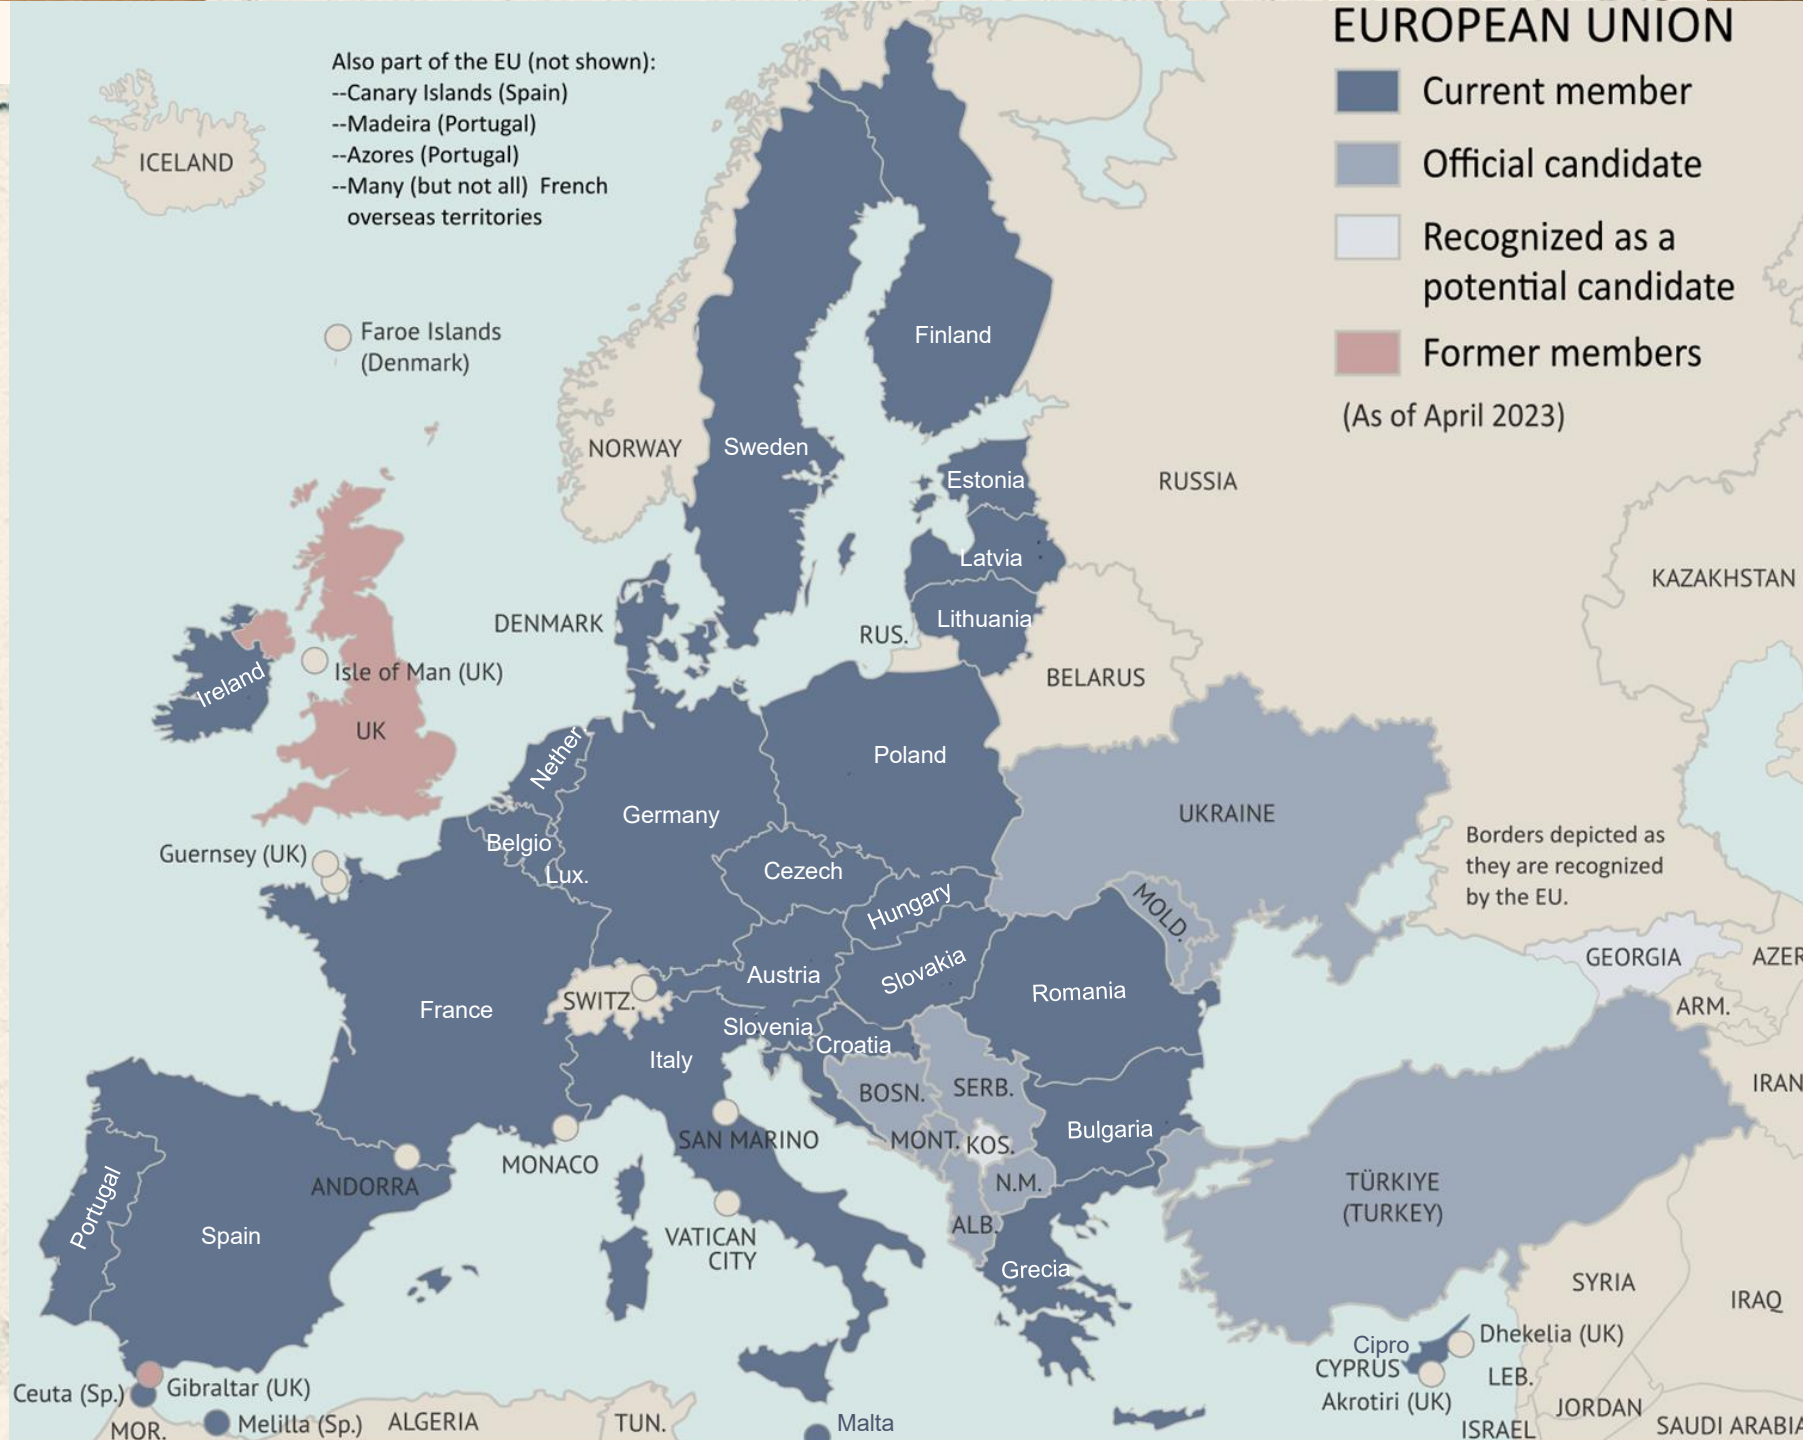 EUROPEAN UNION
Current member
Official candidate
Recognized as a
potential candidate
Former members
(As of April 2023)
Also part of the EU (not shown):
--Canary Islands (Spain)
--Madeira (Portugal)
--Azores (Portugal)
--Many (but not all) French
overseas territories
ICELAND
Faroe Islands
(Denmark)
Finland
NORWAY
Sweden
Estonia
RUSSIA
Latvia
KAZAKHSTAN
DENMARK
Lithuania
RUS.
Isle of Man (UK)
Ireland
BELARUS
UK
Nether
Poland
Germany
UKRAINE
Borders depicted as
they are recognized
by the EU.
Guernsey (UK)
Belgio
Lux.
Cezech
Hungary
MOLD.
Slovakia
Austria
GEORGIA
AZER
SWITZ.
France
Romania
ARM.
Slovenia
Croatia
Italy
BOSN.
SERB.
IRAN
SAN MARINO
MONT.
KOS.
Bulgaria
MONACO
ANDORRA
N.M.
TÜRKIYE
(TURKEY)
Portugal
Spain
VATICAN
CITY
ALB.
Grecia
SYRIA
IRAQ
Cipro
Dhekelia (UK)
CYPRUS
LEB.
Akrotiri (UK)
Ceuta (Sp.)
Gibraltar (UK)
JORDAN
MOR.
Melilla (Sp.)
ALGERIA
TUN.
Malta
ISRAEL
SAUDI ARABIA